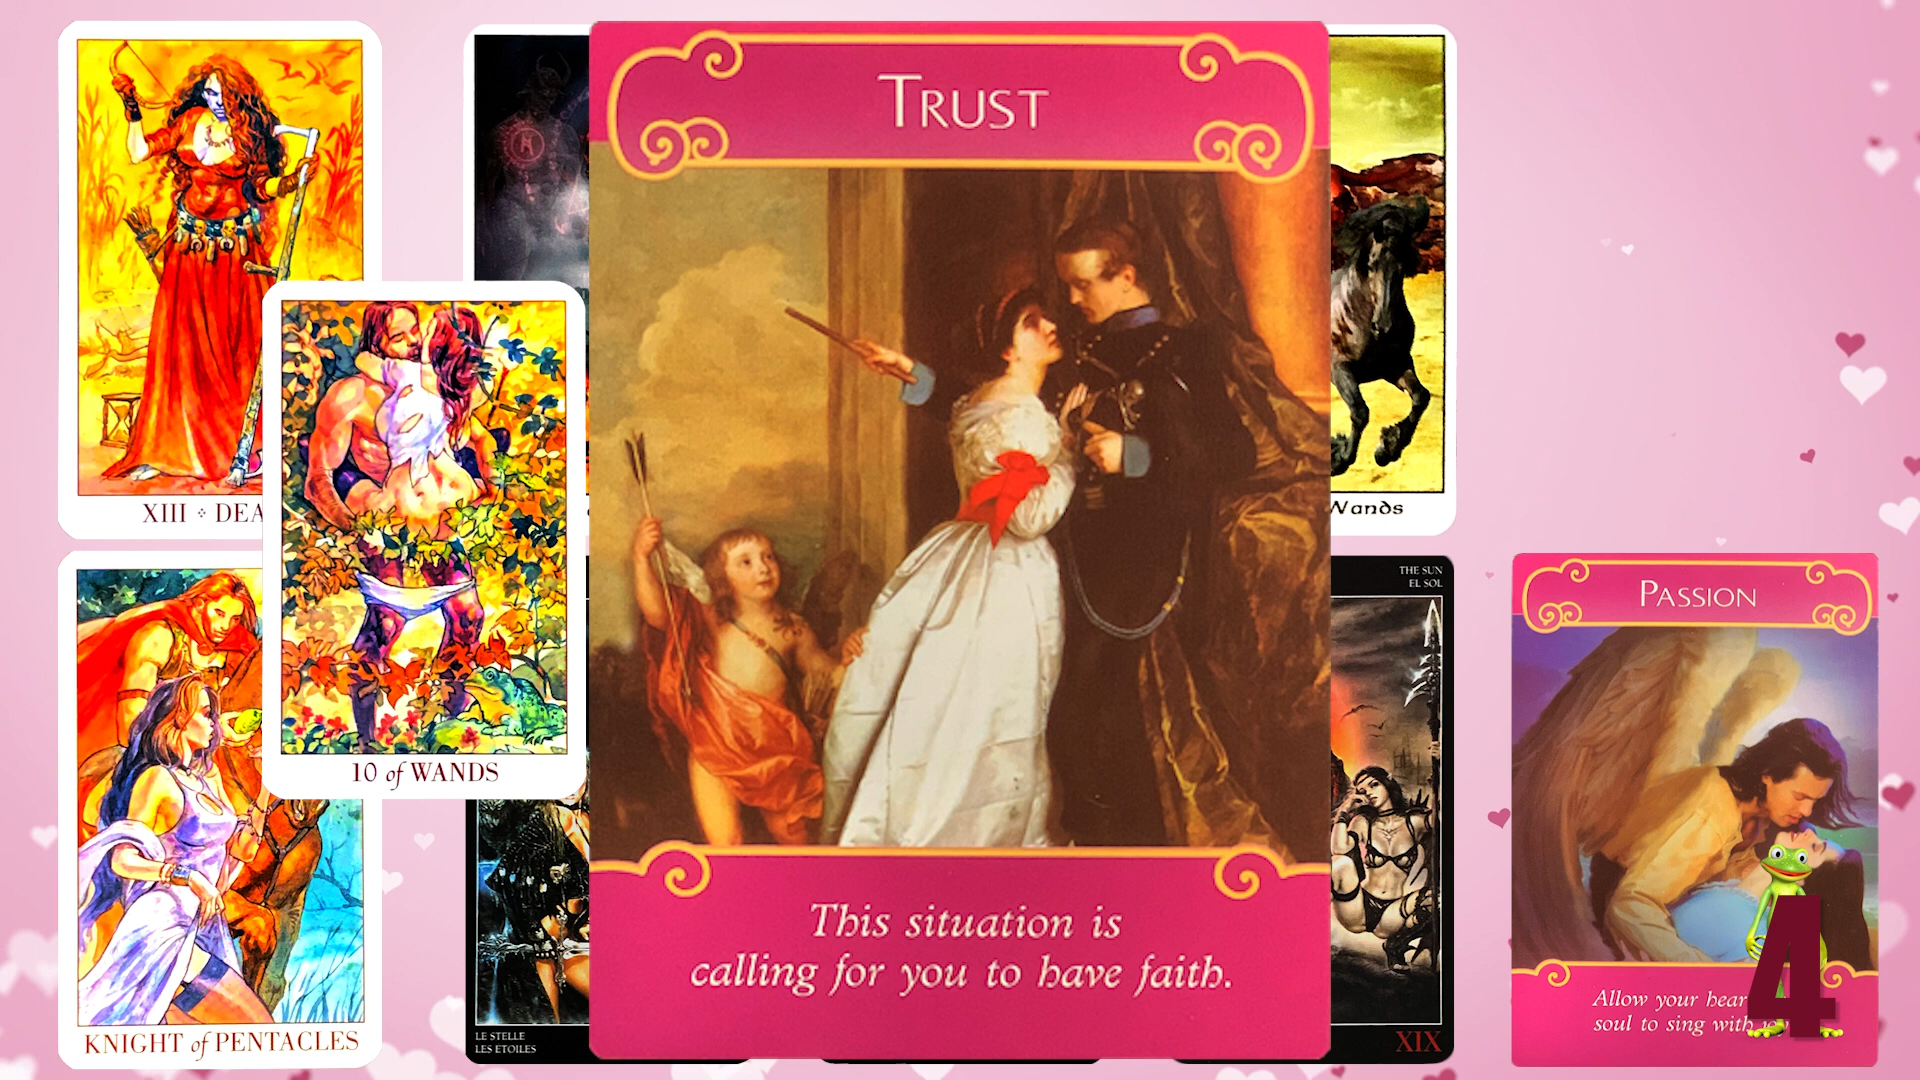 TRUST
This situation is
calling for you to have faith.
XIII ❖ DEA
10 of WANDS
KNIGHT of PENTACLES
LE STELLE
LES ETOILES
Wands
THE SUN
EL SOL
XIX
PASSION
Allow your hear
soul to sing with
4